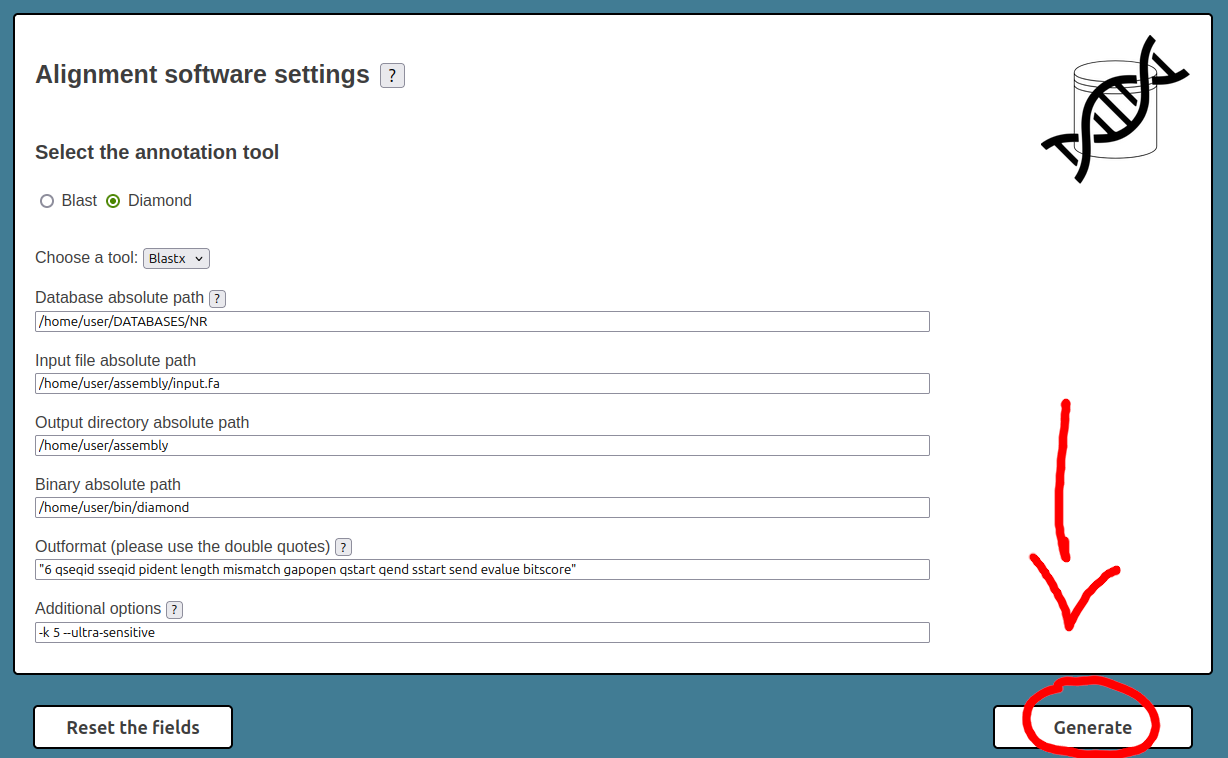 Alignment software settings ?
Select the annotation tool
Blast Diamond
Choose a tool: Blastx
Database absolute path ?
/home/user/DATABASES/NR
Input file absolute path
/home/user/assembly/input.fa
Output directory absolute path
/home/user/assembly
Binary absolute path
/home/user/bin/diamond
Outformat (please use the double quotes) ?
"6 qseqid sseqid pident length mismatch gapopen qstart qend sstart send evalue bitscore"
Additional options ?
-k 5 --ultra-sensitive
Reset the fields Generate